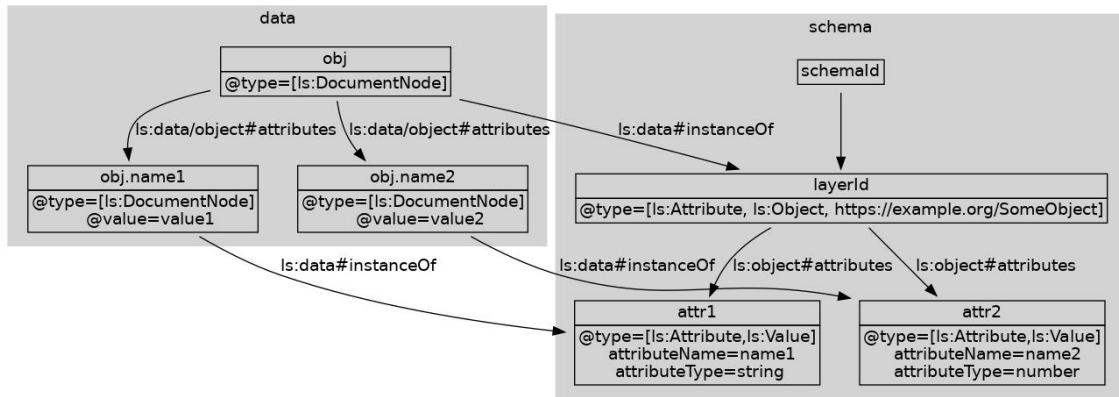 data
schema
obj
@type=[ls:DocumentNode]
schemaId
ls:data/object#attributes
ls:data/object#attributes
ls:data#instanceOf
obj.name1
@type=[ls:DocumentNode]
@value=value1
obj.name2
@type=[ls:DocumentNode]
@value=value2
layerId
@type=[ls:Attribute, ls:Object, https://example.org/SomeObject]
ls:data#instanceOf
ls:data#instanceOf
ls:object#attributes
ls:object#attributes
attr1
@type=[ls:Attribute,ls:Value]
attributeName=name1
attributeType=string
attr2
@type=[ls:Attribute,ls:Value]
attributeName=name2
attributeType=number